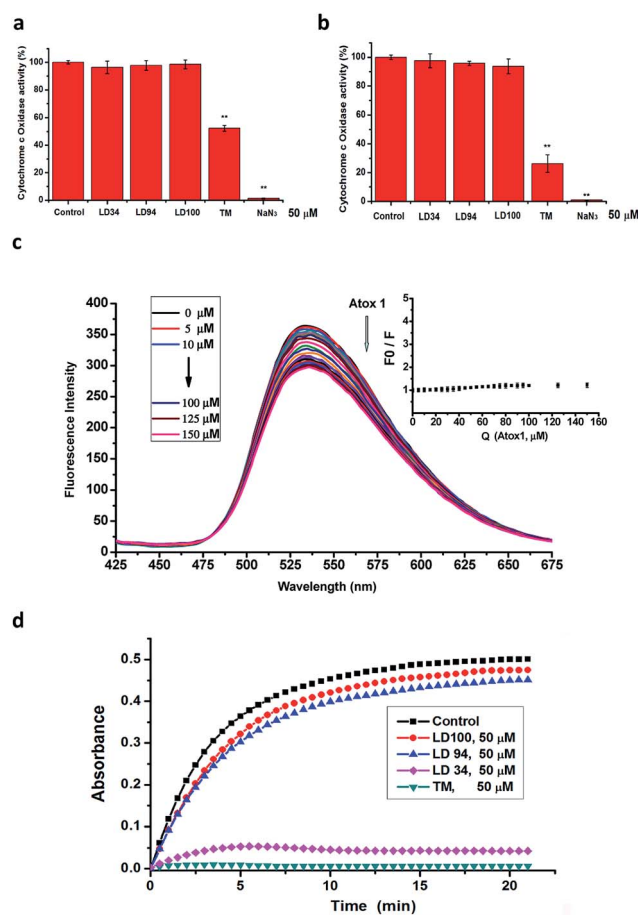 a
Cytochrome c Oxidase activity (%)
100
80
60
40
20
0
**
**
Control LD34 LD94 LD100 TM NaN₃ 50 μM
b
Cytochrome c Oxidase activity (%)
120
100
80
60
40
20
0
**
**
Control LD34 LD94 LD100 TM NaN₃ 50 μM
c
Fluorescence Intensity
400
350
300
250
200
150
100
50
0
0 μM
5 μM
10 μM
100 μM
125 μM
150 μM
Atox 1
F0 / F
5
4
3
2
1
0
0 20 40 60 80 100 120 140 160
Q (Atox1, μM)
425 450 475 500 525 550 575 600 625 650 675
Wavelength (nm)
d
Absorbance
0.5
0.4
0.3
0.2
0.1
0.0
Control
LD100, 50 μM
LD 94, 50 μM
LD 34, 50 μM
TM, 50 μM
0 5 10 15 20
Time (min)